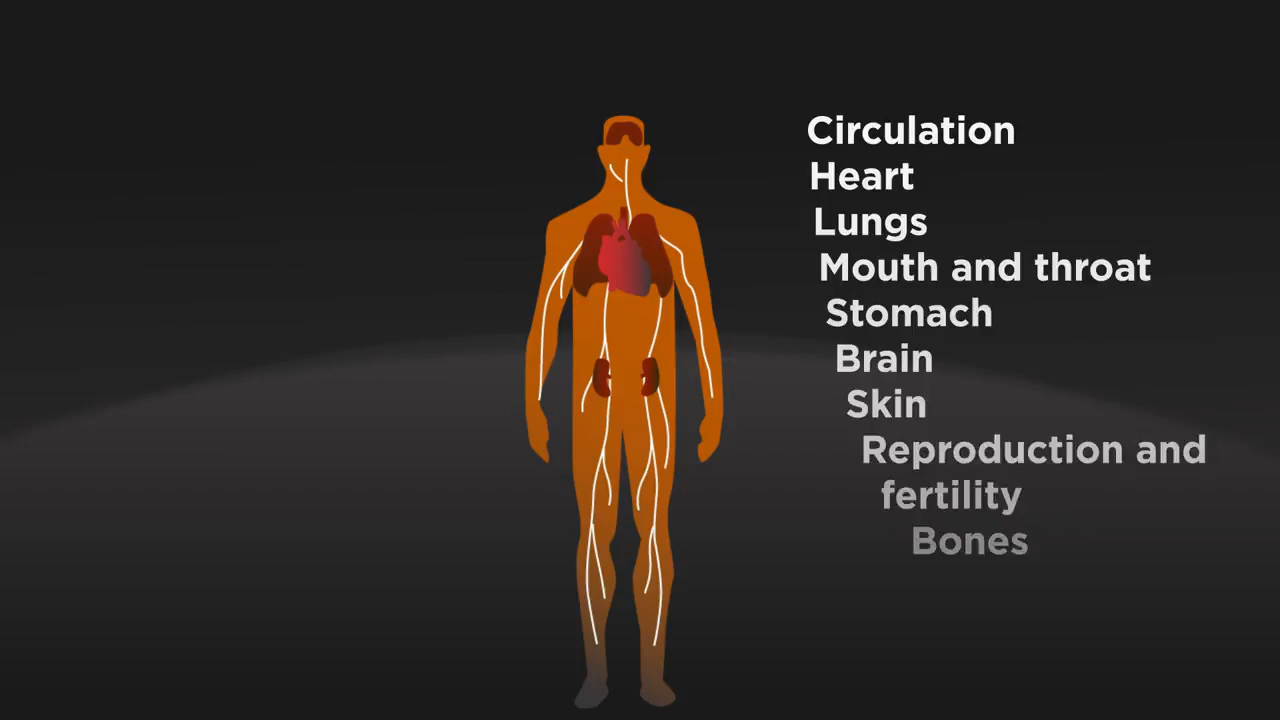 Circulation
Heart
Lungs
Mouth and throat
Stomach
Brain
Skin
Reproduction and
fertility
Bones